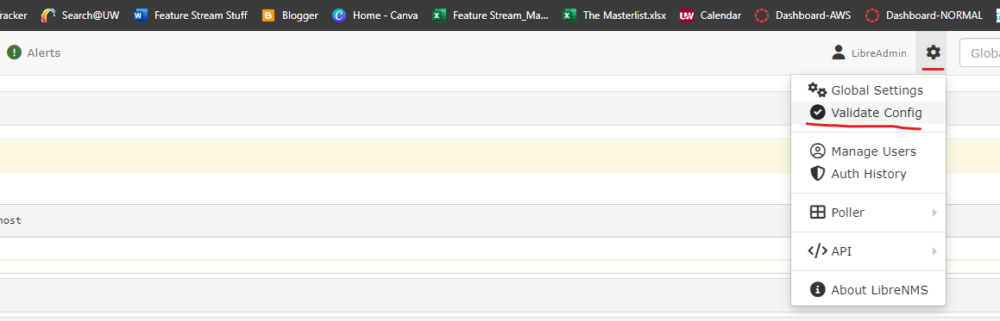 racker Search@UW Feature Stream Stuff Blogger Home - Canva Feature Stream_Ma... The Masterlist.xlsx Calendar Dashboard-AWS Dashboard-NORMAL
Alerts LibreAdmin Globa
Global Settings
Validate Config
Manage Users
Auth History
nost
Poller
API
About LibreNMS